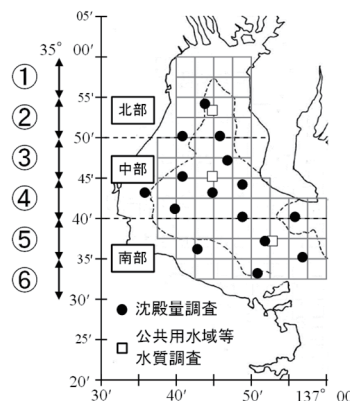 05′
35° 00′
①
55′
北部
②
50′
③
中部
45′
④
40′
⑤
35′
南部
⑥
30′
● 沈殿量調査
25′
□ 公共用水域等
水質調査
20′
30′ 40′ 50′ 137° 00